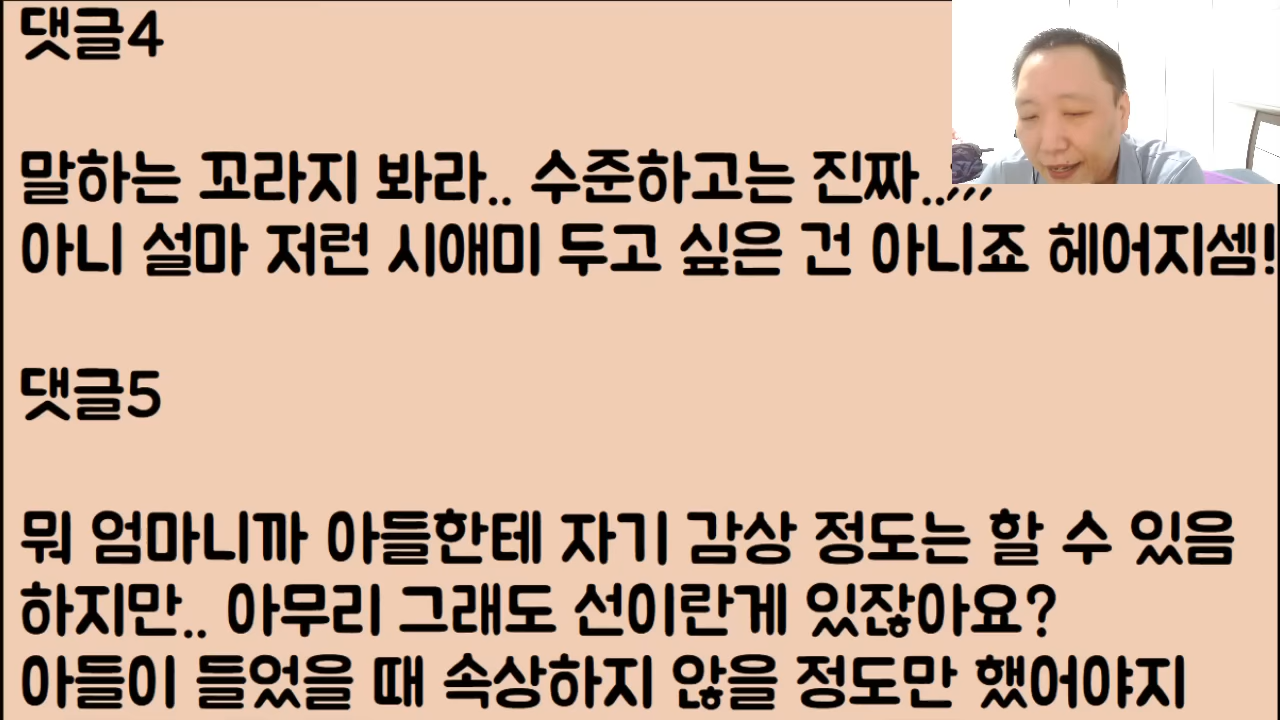 댓글4
말하는 꼬라지 봐라.. 수준하고는 진짜..,,,
아니 설마 저런 시애미 두고 싶은 건 아니죠 헤어지셈!
댓글5
뭐 엄마니까 아들한테 자기 감상 정도는 할 수 있음
하지만.. 아무리 그래도 선이란게 있잖아요?
아들이 들었을 때 속상하지 않을 정도만 했어야지